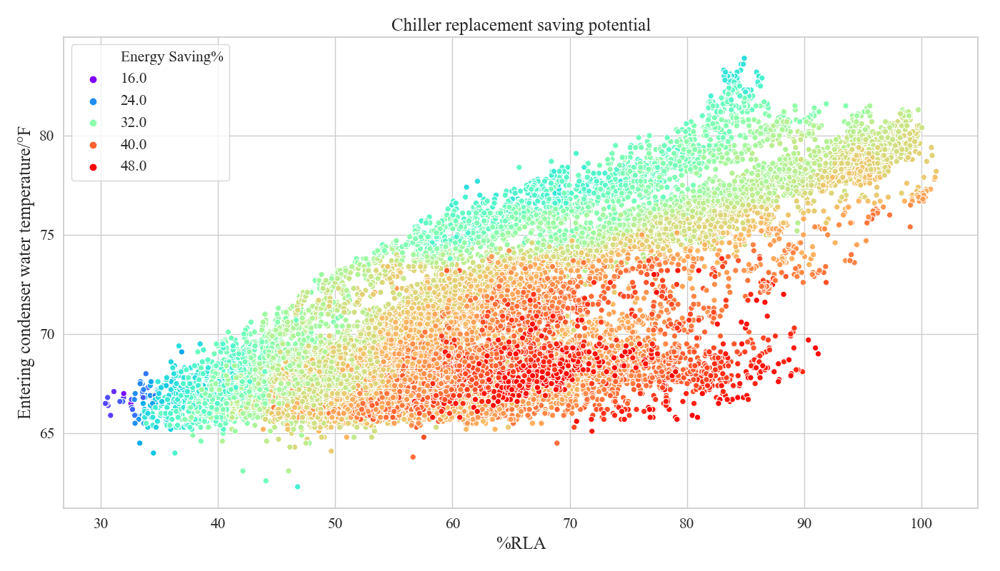 Chiller replacement saving potential
Energy Saving%
16.0
24.0
32.0
40.0
48.0
Entering condenser water temperature/°F
80
75
70
65
30 40 50 60 70 80 90 100
%RLA